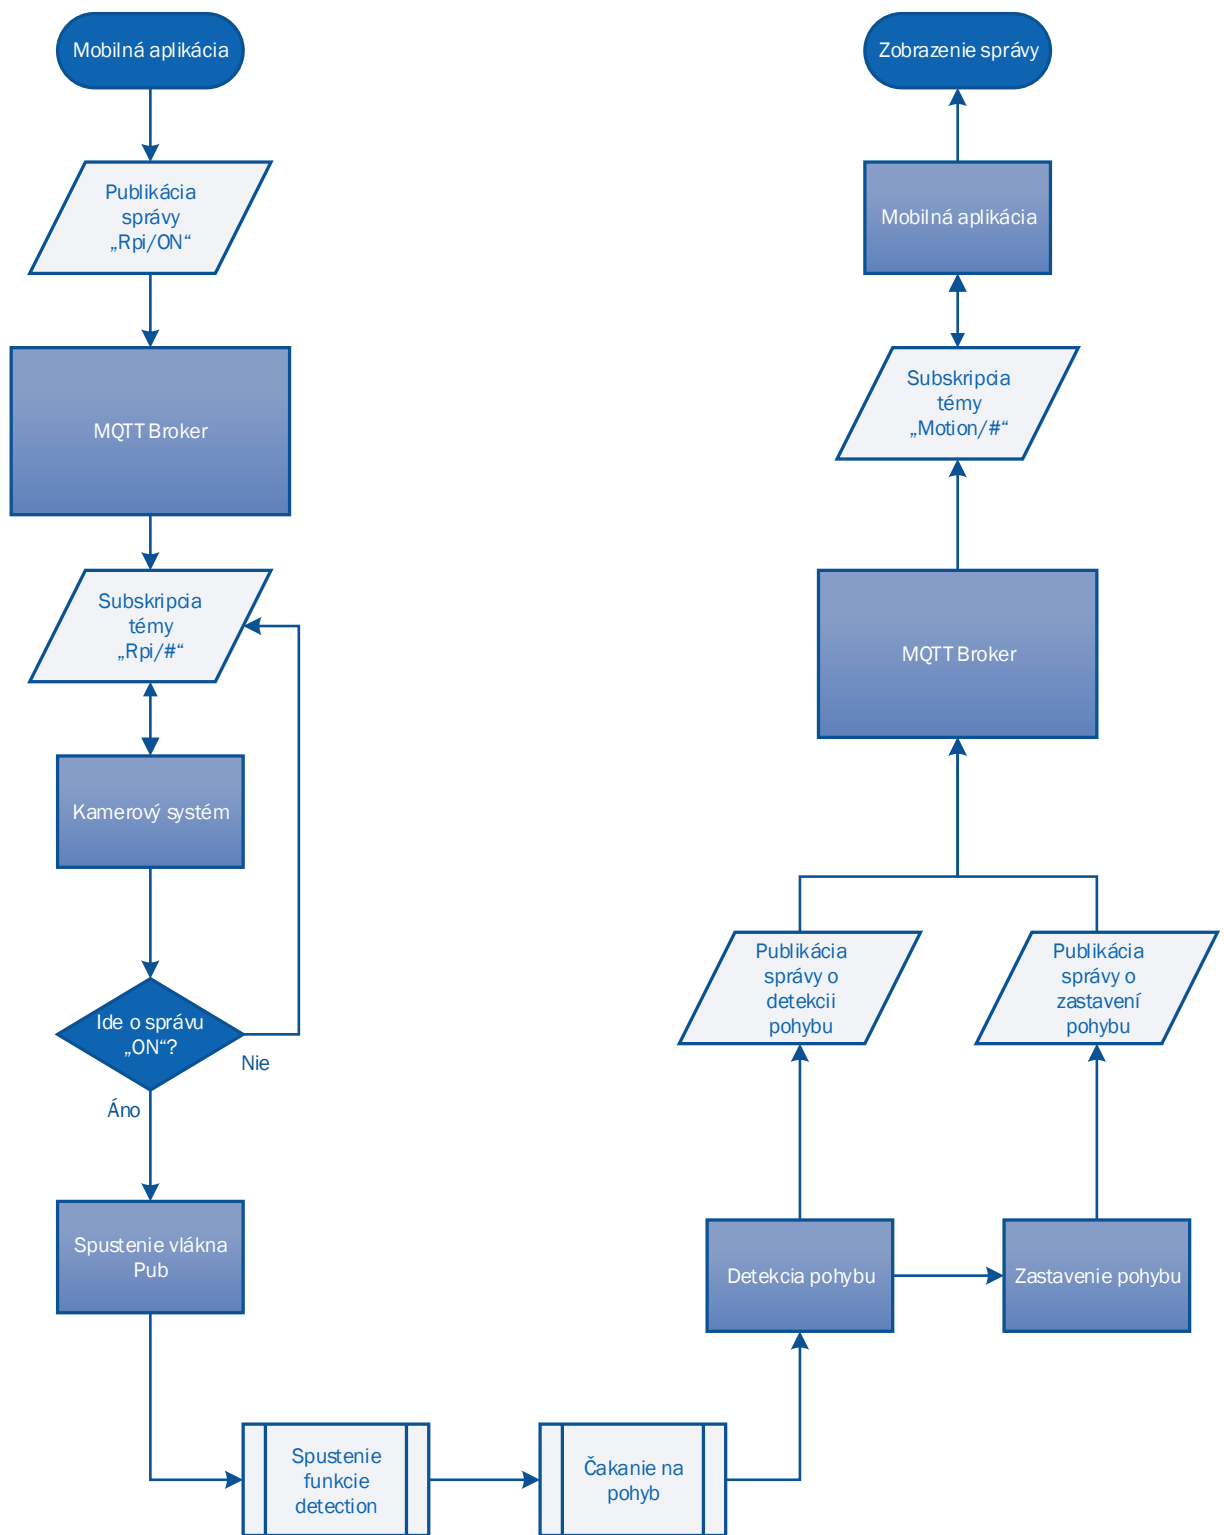 Mobilná aplikácia
Publikácia
správy
„Rpi/ON“
MQTT Broker
Subskripcia
témy
„Rpi/#“
Kamerový systém
Ide o správu
„ON“?
Nie
Áno
Spustenie vlákna
Pub
Spustenie
funkcie
detection
Čakanie na
pohyb
Detekcia pohybu
Zastavenie pohybu
Publikácia
správy o
detekcii
pohybu
Publikácia
správy o
zastavení
pohybu
MQTT Broker
Subskripcia
témy
„Motion/#“
Mobilná aplikácia
Zobrazenie správy